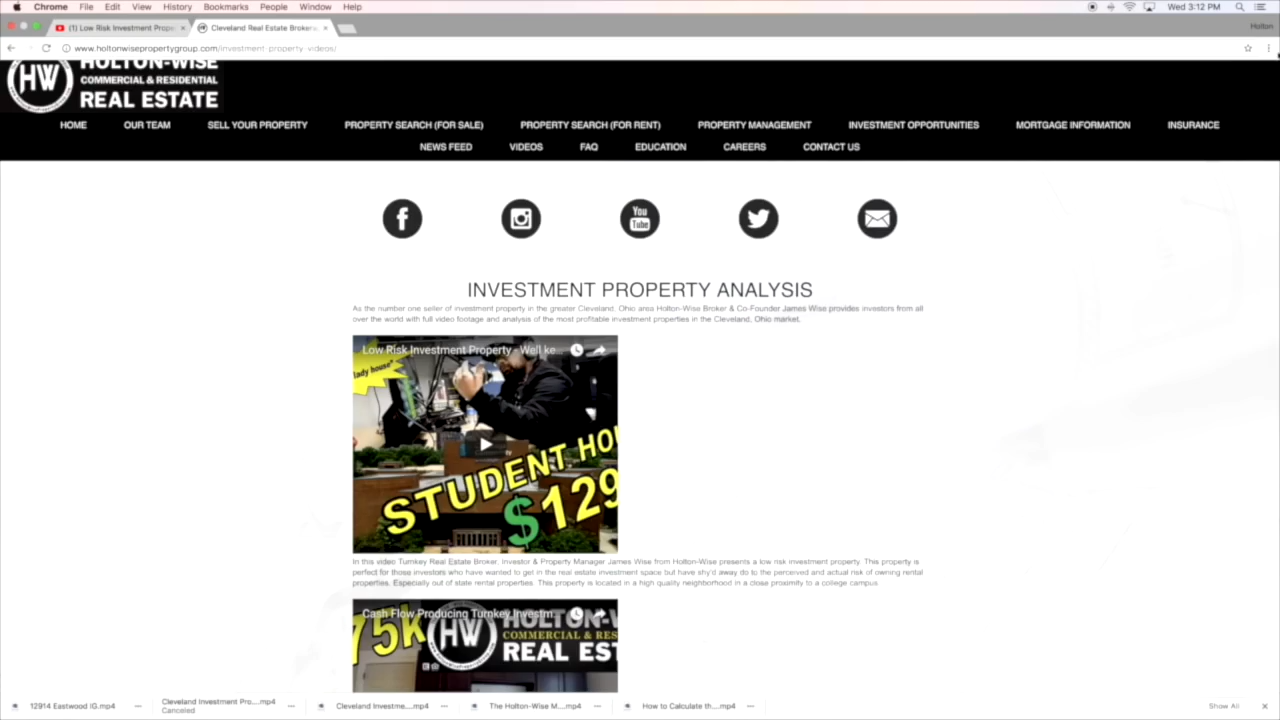 Chrome File Edit View History Bookmarks People Window Help Wed 3:12 PM
(1) Low Risk Investment Prope Cleveland Real Estate Brokers Holton
www.holtonwisepropertygroup.com/investment-property-videos/
HW HOLTON-WISE
COMMERCIAL & RESIDENTIAL
REAL ESTATE
HOME OUR TEAM SELL YOUR PROPERTY PROPERTY SEARCH (FOR SALE) PROPERTY SEARCH (FOR RENT) PROPERTY MANAGEMENT INVESTMENT OPPORTUNITIES MORTGAGE INFORMATION INSURANCE
NEWS FEED VIDEOS FAQ EDUCATION CAREERS CONTACT US
You
Tube
INVESTMENT PROPERTY ANALYSIS
As the number one seller of investment property in the greater Cleveland, Ohio area Holton-Wise Broker & Co-Founder James Wise provides investors from all
over the world with full video footage and analysis of the most profitable investment properties in the Cleveland, Ohio market.
Low Risk Investment Property - Well ke...
lady house"
STUDENT HO
$129
In this video Turnkey Real Estate Broker, Investor & Property Manager James Wise from Holton-Wise presents a low risk investment property. This property is
perfect for those investors who have wanted to get in the real estate investment space but have shy'd away do to the perceived and actual risk of owning rental
properties. Especially out of state rental properties. This property is located in a high quality neighborhood in a close proximity to a college campus
Cash Flow Producing Turnkey Investm...
75k HW HOLTON-W
COMMERCIAL & RES
REAL EST
12914 Eastwood IG.mp4 Cleveland Investment Pro....mp4 Cleveland Investme....mp4 The Holton-Wise M....mp4 How to Calculate th....mp4 Show All
Canceled